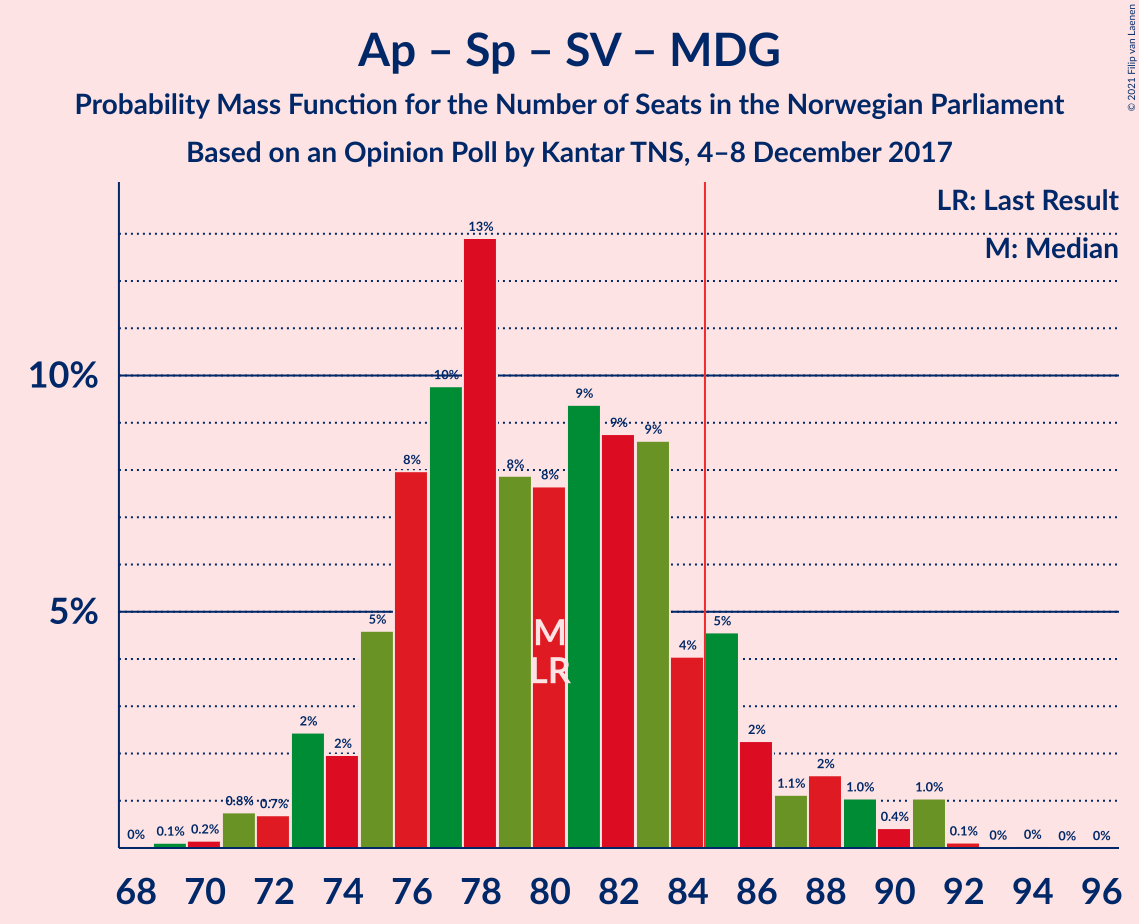 Ap – Sp – SV – MDG
Probability Mass Function for the Number of Seats in the Norwegian Parliament
Based on an Opinion Poll by Kantar TNS, 4–8 December 2017
© 2021 Filip van Laenen
LR: Last Result
M: Median
10%
5%
0% 0.1% 0.2% 0.8% 0.7% 2% 2% 5% 8% 10% 13% 8% 8% 9% 9% 9% 4% 5% 2% 1.1% 2% 1.0% 0.4% 1.0% 0.1% 0% 0% 0% 0%
M
LR
68 70 72 74 76 78 80 82 84 86 88 90 92 94 96